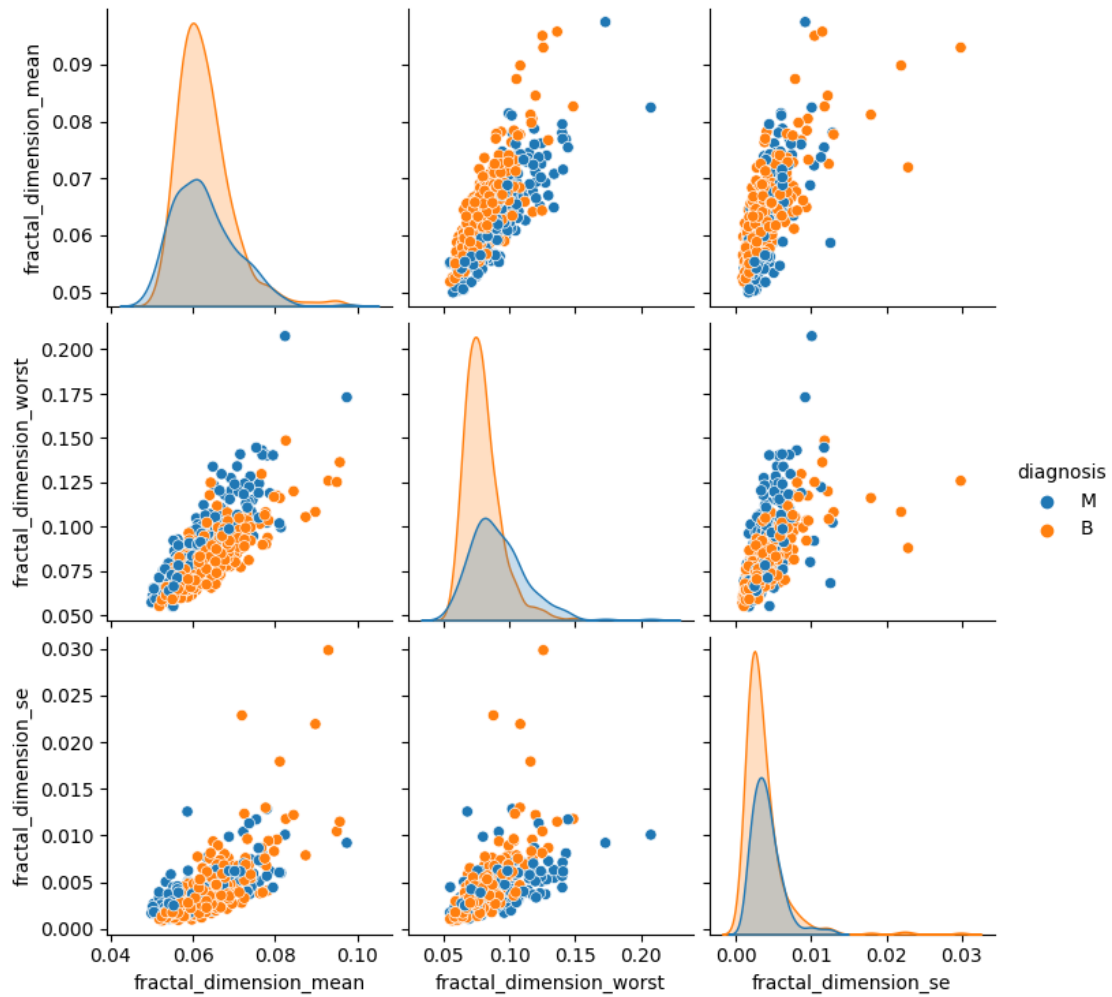 fractal_dimension_mean
0.09
0.08
0.07
0.06
0.05
fractal_dimension_worst
0.200
0.175
0.150
0.125
0.100
0.075
0.050
diagnosis
M
B
fractal_dimension_se
0.030
0.025
0.020
0.015
0.010
0.005
0.000
0.04 0.06 0.08 0.10
0.05 0.10 0.15 0.20
0.00 0.01 0.02 0.03
fractal_dimension_mean
fractal_dimension_worst
fractal_dimension_se